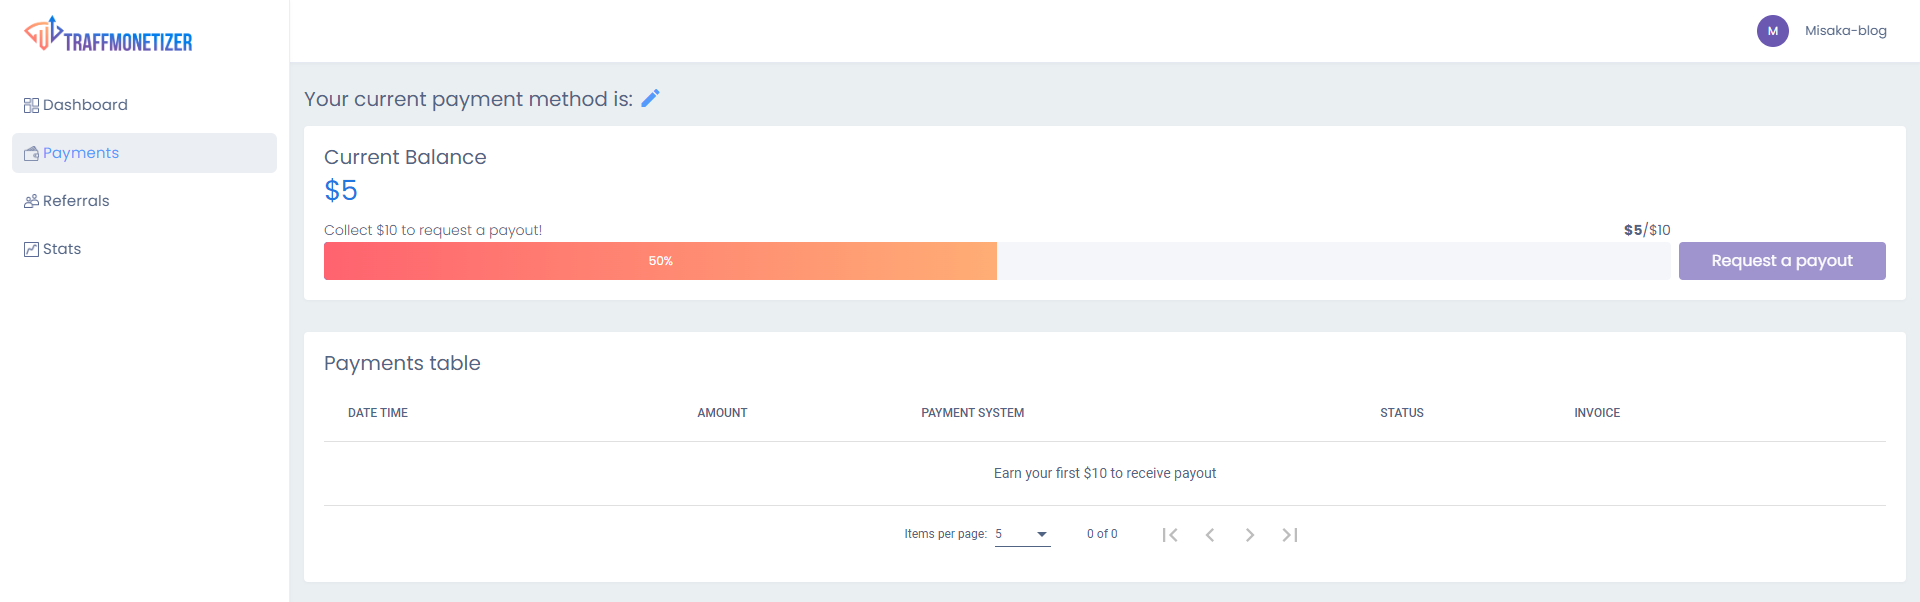 TRAFFMONETIZER
M Misaka-blog
Dashboard
Payments
Referrals
Stats
Your current payment method is:
Current Balance
$5
Collect $10 to request a payout! $5/$10
50%
Request a payout
Payments table
DATE TIME AMOUNT PAYMENT SYSTEM STATUS INVOICE
Earn your first $10 to receive payout
Items per page: 5 0 of 0